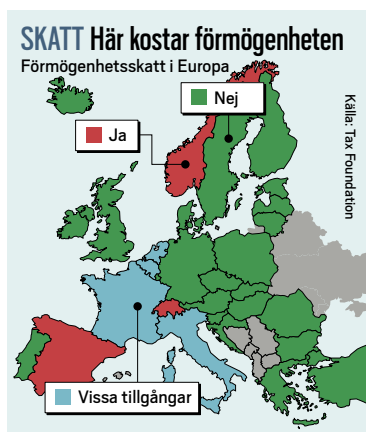 SKATT Här kostar förmögenheten
Förmögenhetsskatt i Europa
Nej
Ja
Källa: Tax Foundation
Vissa tillgångar